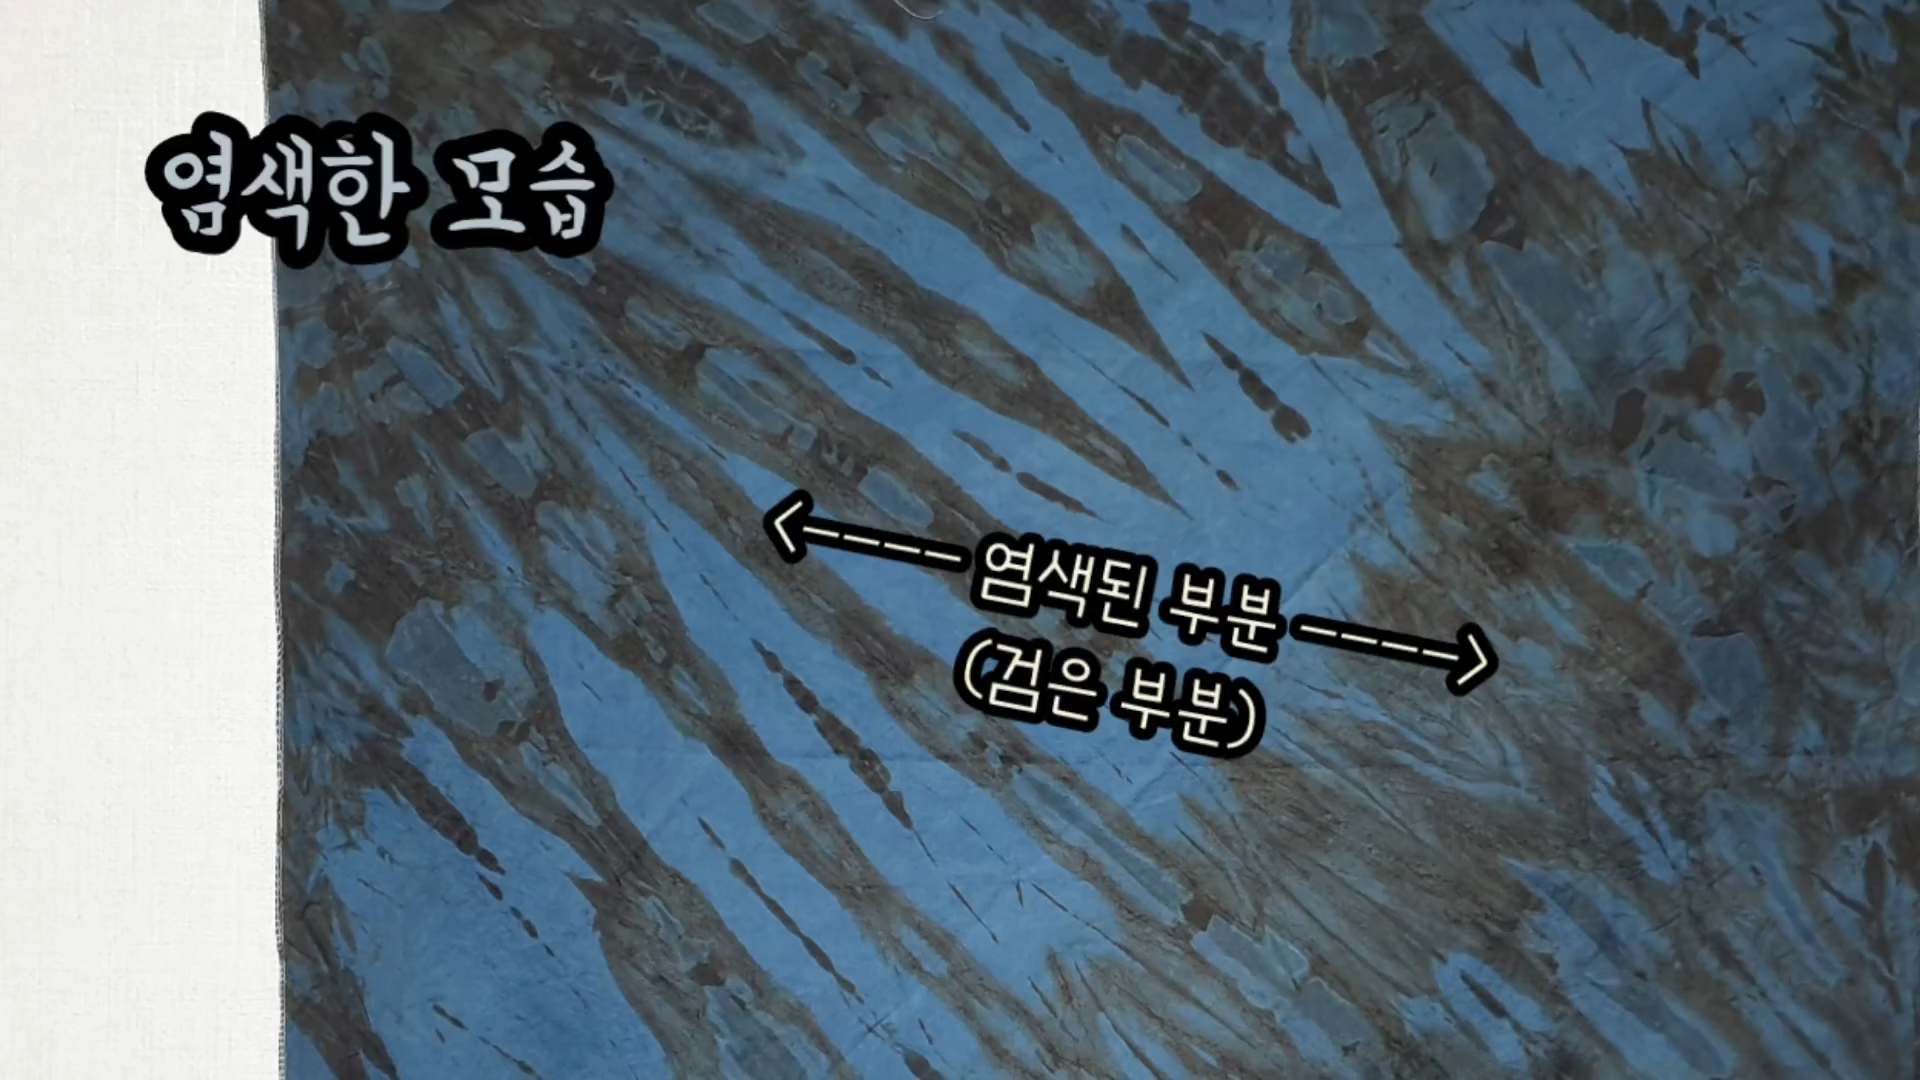 염색한 모습
<---- 염색된 부분 ---->
(검은 부분)